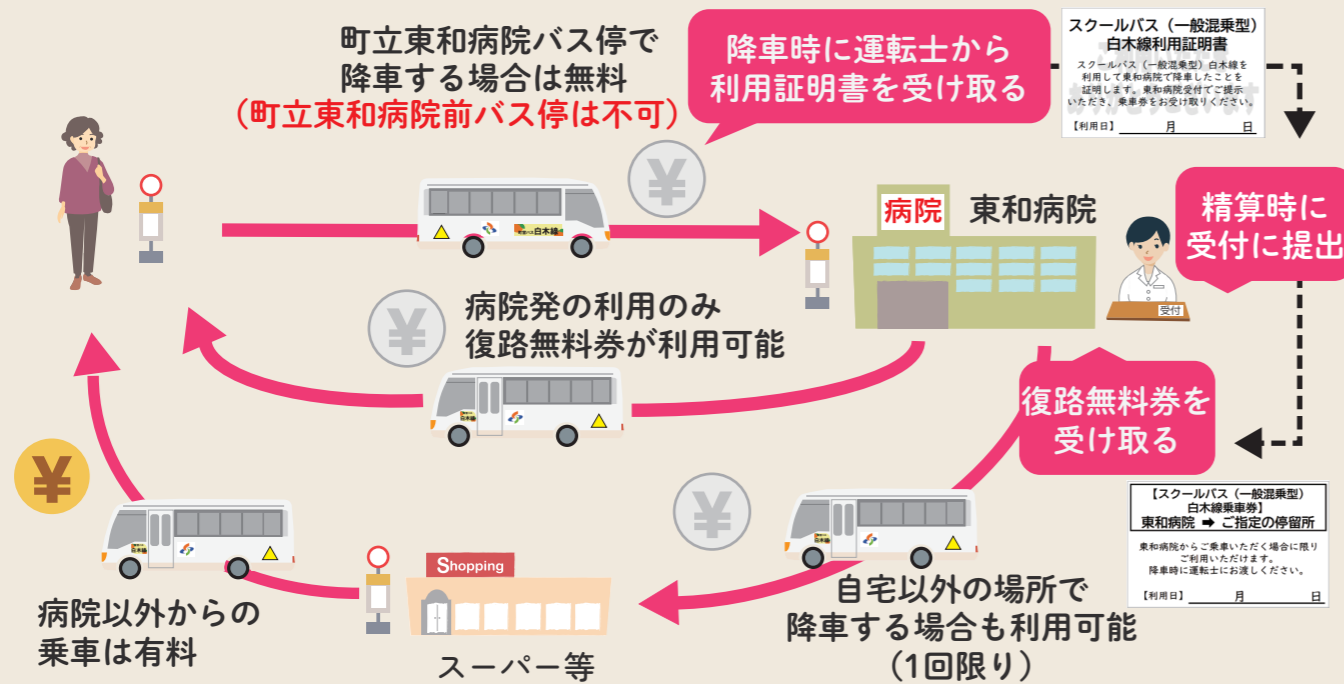 町立東和病院バス停で
降車する場合は無料
（町立東和病院前バス停は不可）
降車時に運転士から
利用証明書を受け取る
スクールバス（一般混乗型）
白木線利用証明書
スクールバス（一般混乗型）白木線を
利用して東和病院で降車したことを
証明します。東和病院受付でご提示
いただき、乗車券をお受け取りください。
【利用日】 月 日
¥
白木線
病院
東和病院
精算時に
受付に提出
受付
¥
病院発の利用のみ
復路無料券が利用可能
白木線
復路無料券を
受け取る
【スクールバス（一般混乗型）
白木線乗車券】
東和病院 ➡ ご指定の停留所
東和病院からご乗車いただく場合に限り
ご利用いただけます。
降車時に運転士にお渡しください。
【利用日】 月 日
¥
白木線
自宅以外の場所で
降車する場合も利用可能
（1回限り）
Shopping
スーパー等
¥
白木線
病院以外からの
乗車は有料